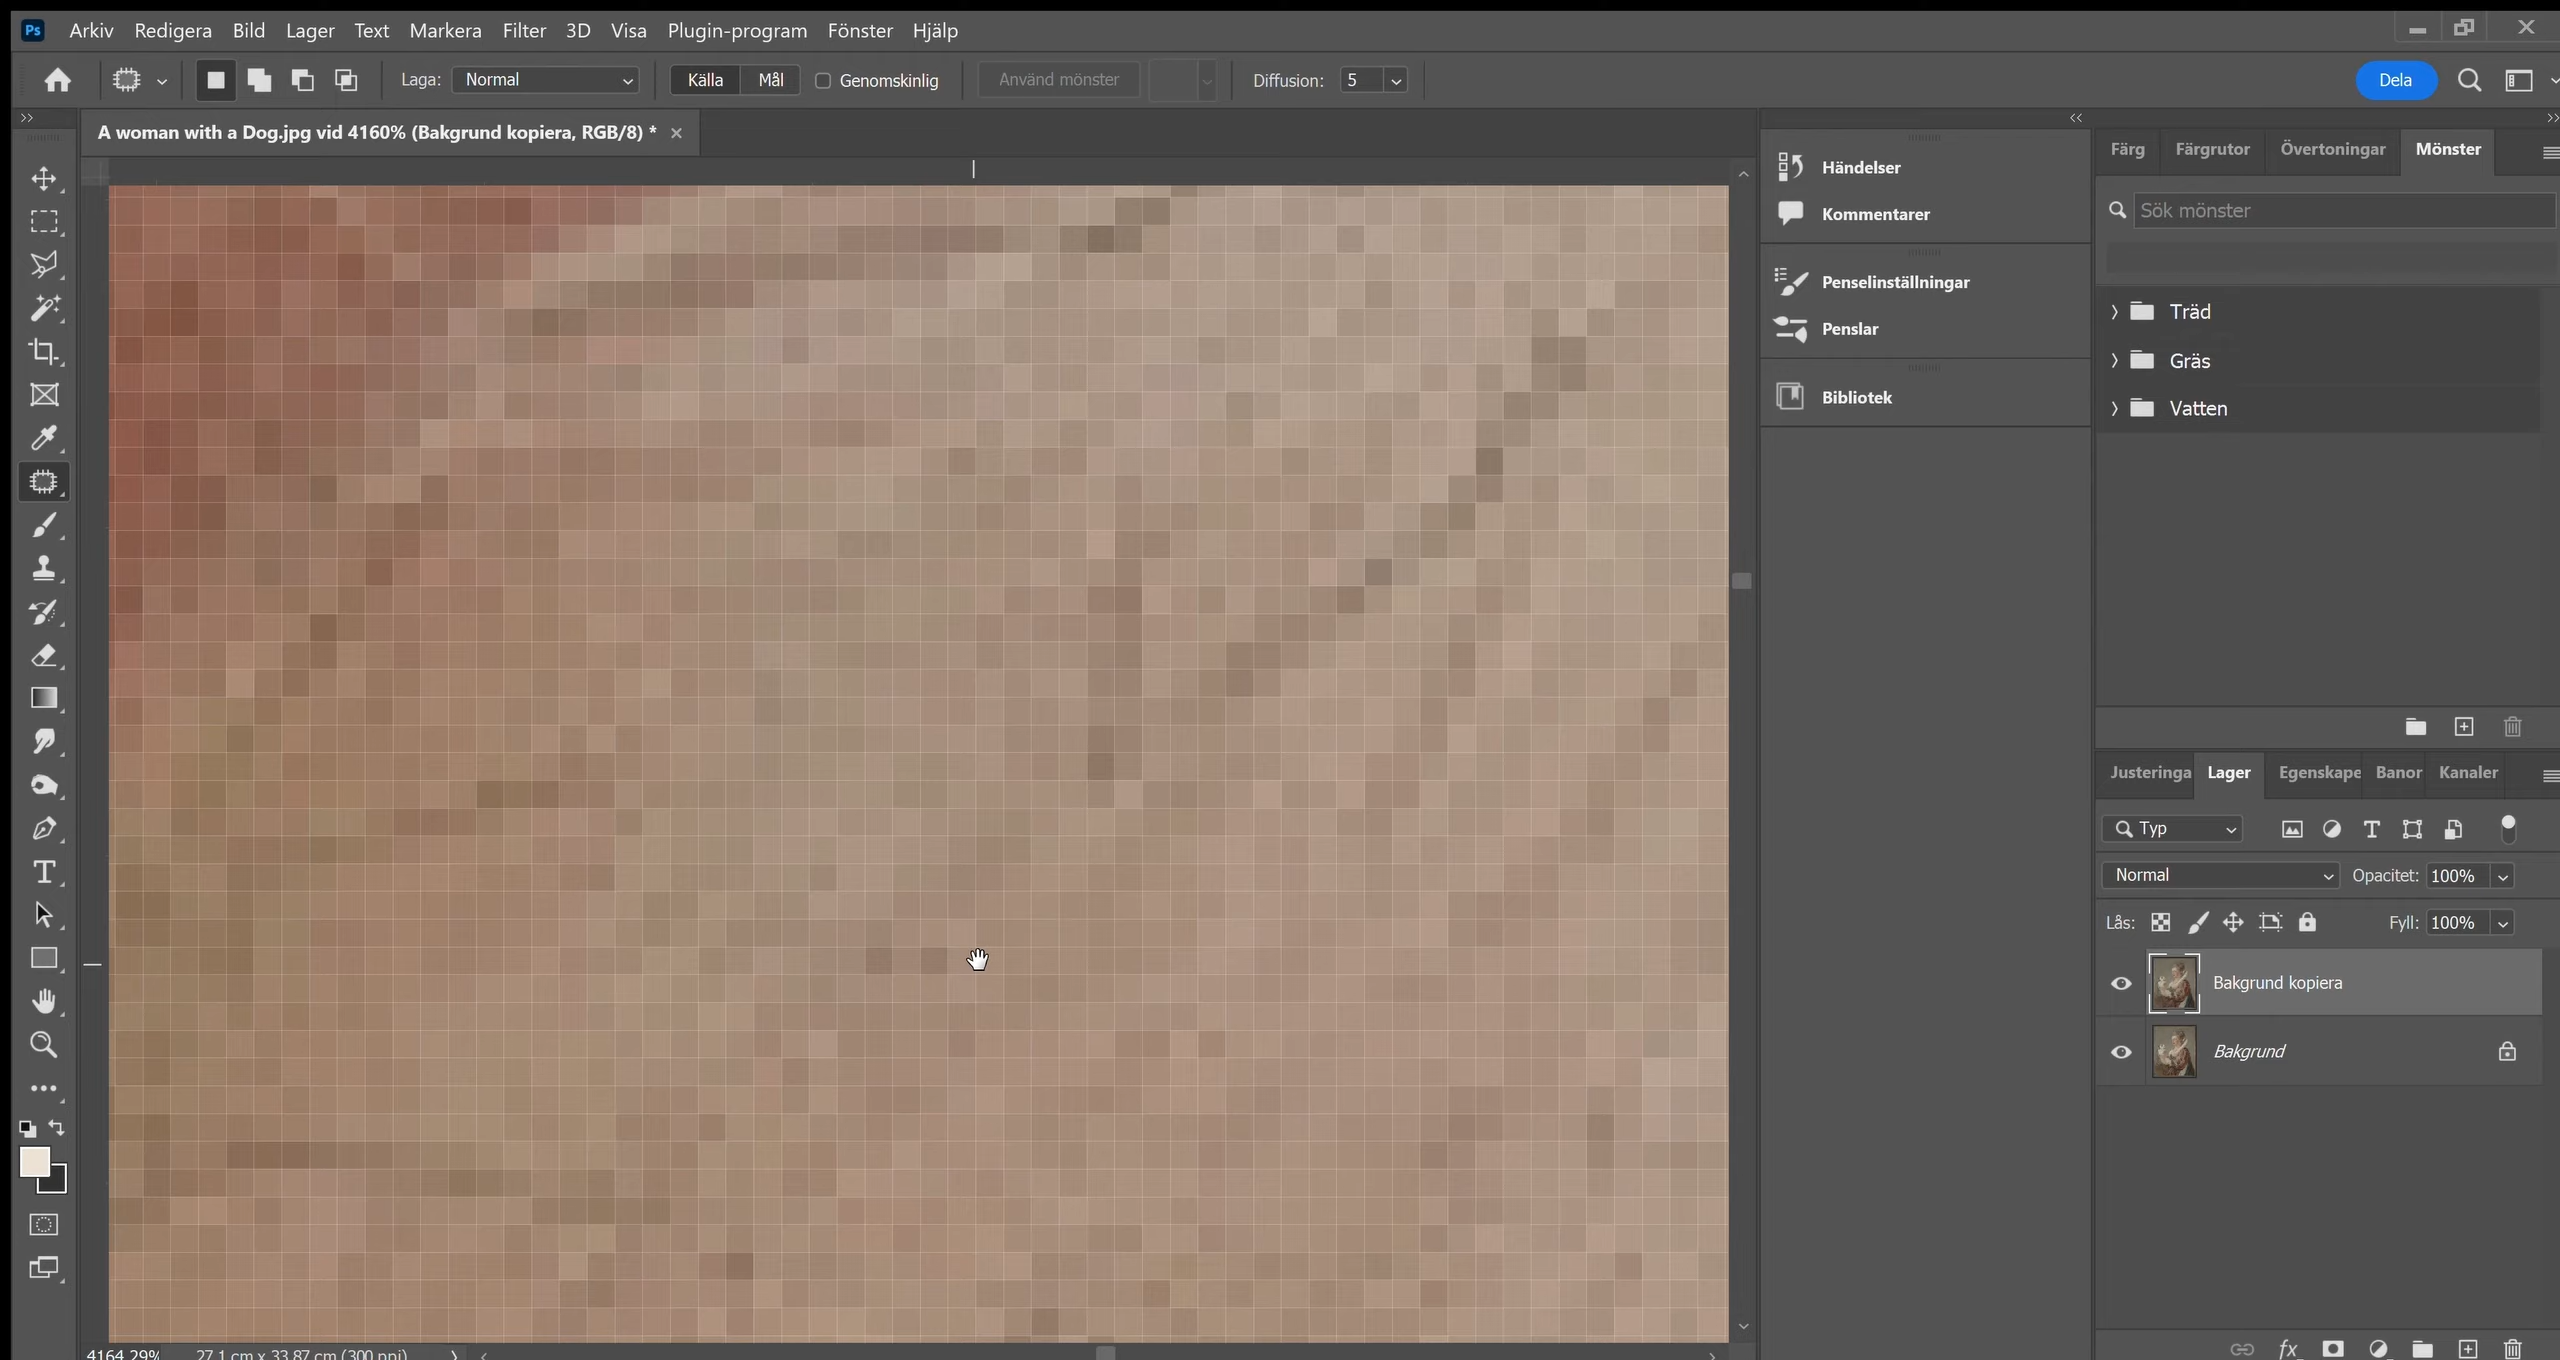 Ps Arkiv Redigera Bild Lager Text Markera Filter 3D Visa Plugin-program Fönster Hjälp
Laga: Normal Källa Mål Genomskinlig Använd mönster Diffusion: 5 Dela
A woman with a Dog.jpg vid 4160% (Bakgrund kopiera, RGB/8) *
Händelser
Kommentarer
Penselinställningar
Penslar
Bibliotek
Färg Färgrutor Övertoningar Mönster
Sök mönster
Träd
Gräs
Vatten
Justeringa Lager Egenskape Banor Kanaler
Typ
Normal Opacitet: 100%
Lås: Fyll: 100%
Bakgrund kopiera
Bakgrund
4164,29% 27,1 cm x 33,87 cm (300 ppi)